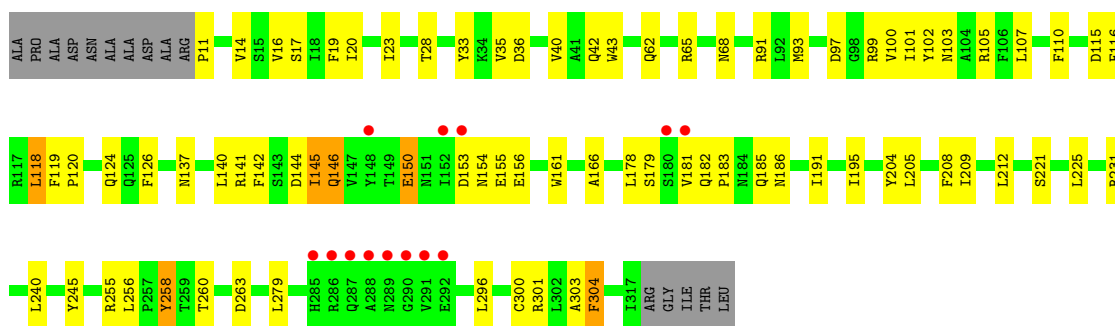 ALA PRO ALA ASP ASN ALA ALA ASP ALA ARG P11 V14 S15 V16 S17 I18 F19 I20 I23 T28 Y33 K34 V35 D36 V40 A41 Q42 W43 Q62 R65 N68 R91 L92 M93 D97 G98 R99 V100 I101 Y102 N103 A104 R105 F106 L107 F110 D115
R117 L118 F119 P120 Q124 Q125 F126 N137 L140 R141 F142 S143 D144 I145 Q146 V147 Y148 T149 E150 N151 I152 D153 N154 E155 E156 W161 A166 L178 S179 S180 V181 Q182 P183 N184 Q185 N186 I191 I195 Y204 L205 F208 I209 L212 S221 L225
L240 Y245 R255 L256 P257 Y258 T259 T260 D263 L279 H285 R286 Q287 A288 N289 G290 V291 E292 L296 C300 R301 L302 A303 F304 I317 ARG GLY ILE THR LEU